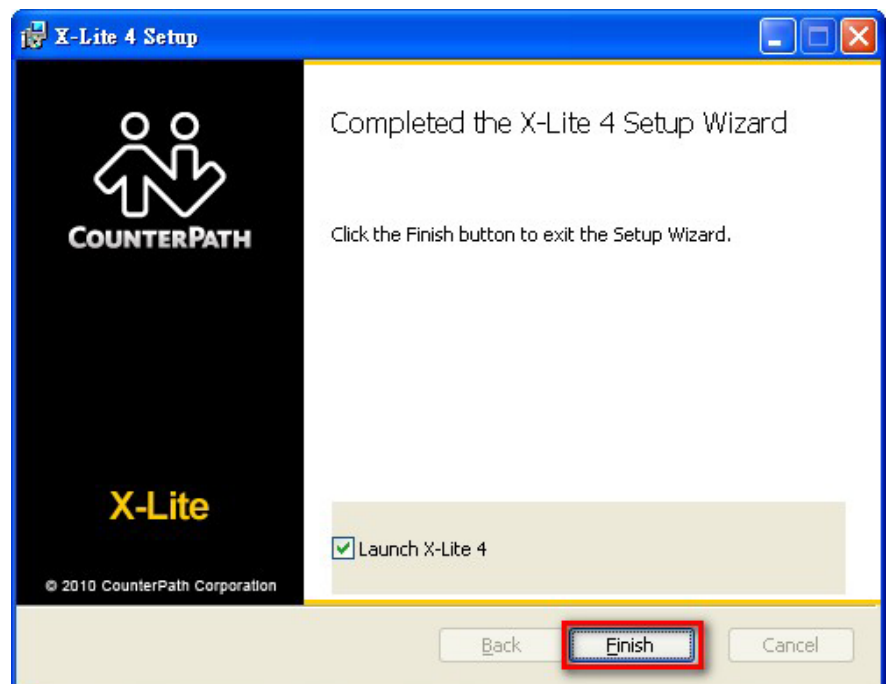 X-Lite 4 Setup
COUNTERPATH
Completed the X-Lite 4 Setup Wizard
Click the Finish button to exit the Setup Wizard.
X-Lite
Launch X-Lite 4
© 2010 CounterPath Corporation
Back
Finish
Cancel